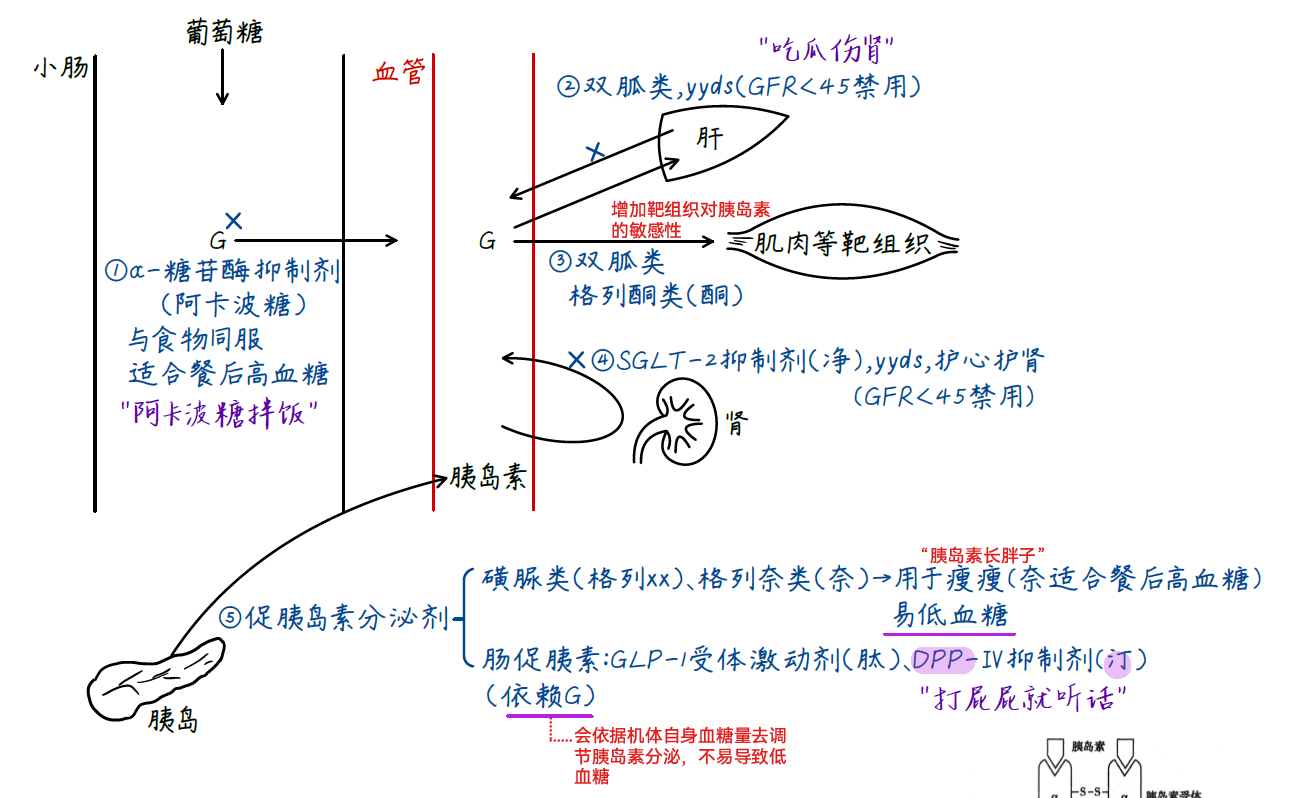 葡萄糖
小肠
血管
"吃瓜伤肾"
②双胍类,yyds(GFR<45禁用)
肝
×
×
G
G
增加靶组织对胰岛素
的敏感性
肌肉等靶组织
①α-糖苷酶抑制剂
(阿卡波糖)
与食物同服
适合餐后高血糖
"阿卡波糖拌饭"
③双胍类
格列酮类(酮)
×④SGLT-2抑制剂(净),yyds,护心护肾
(GFR<45禁用)
肾
胰岛素
"胰岛素长胖子"
⑤促胰岛素分泌剂
磺脲类(格列xx)、格列奈类(奈)→用于瘦瘦(奈适合餐后高血糖)
易低血糖
肠促胰素:GLP-1受体激动剂(肽)、DPP-IV抑制剂(汀)
(依赖G)
"打屁屁就听话"
胰岛
会依据机体自身血糖量去调
节胰岛素分泌，不易导致低
血糖
胰岛素
-S-S-
α
α
胰岛素受体